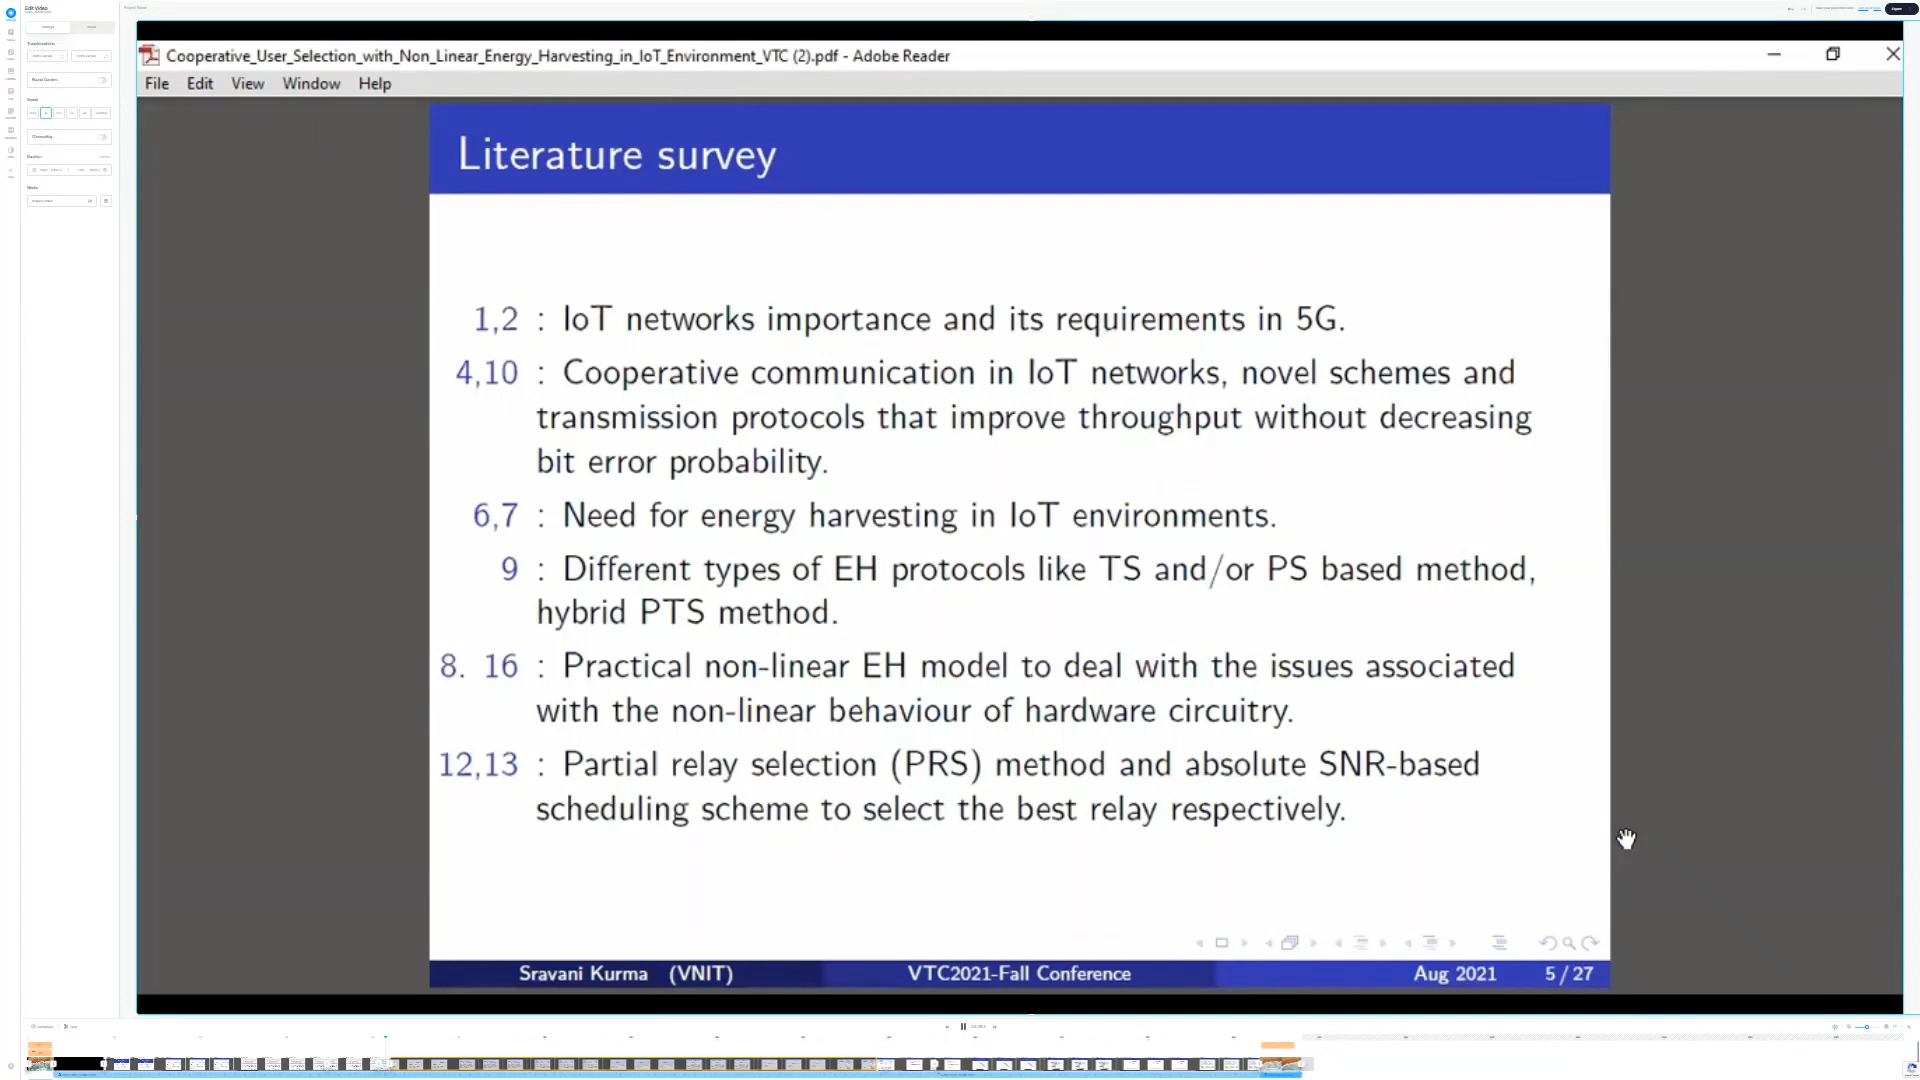 Edit Video
Cooperative_User_Selection_with_Non_Linear_Energy_Harvesting_in_IoT_Environment_VTC (2).pdf - Adobe Reader
File Edit View Window Help
Literature survey
1,2 : IoT networks importance and its requirements in 5G.
4,10 : Cooperative communication in IoT networks, novel schemes and
transmission protocols that improve throughput without decreasing
bit error probability.
6,7 : Need for energy harvesting in IoT environments.
9 : Different types of EH protocols like TS and/or PS based method,
hybrid PTS method.
8. 16 : Practical non-linear EH model to deal with the issues associated
with the non-linear behaviour of hardware circuitry.
12,13 : Partial relay selection (PRS) method and absolute SNR-based
scheduling scheme to select the best relay respectively.
Sravani Kurma (VNIT) VTC2021-Fall Conference Aug 2021 5 / 27